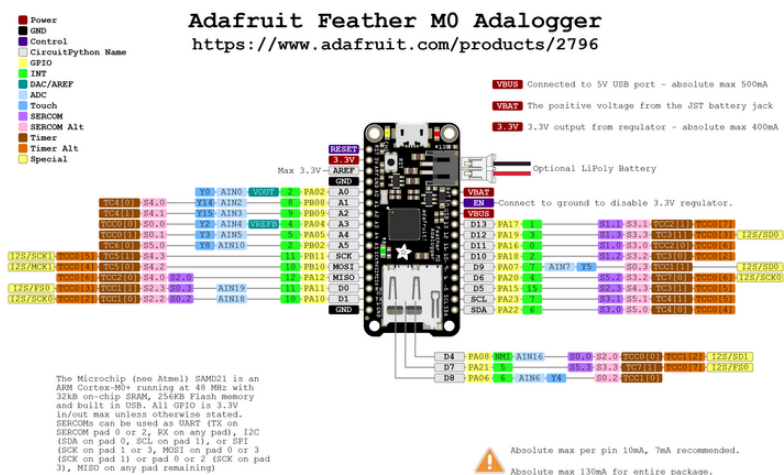 Adafruit Feather M0 Adalogger
https://www.adafruit.com/products/2796
Power
GND
Control
CircuitPython Name
GPIO
INT
DAC/AREF
ADC
Touch
SERCOM
SERCOM Alt
Timer
Timer Alt
Special
VBUS Connected to 5V USB port - absolute max 500mA
VBAT The positive voltage from the JST battery jack
3.3V 3.3V output from regulator - absolute max 400mA
Optional LiPoly Battery
RESET
3.3V
Max 3.3V AREF
GND
Y0 AIN0 VOUT 2 PA02 A0
TC4[0] S4.0 Y14 AIN2 8 PB08 A1
TC4[1] S4.1 Y15 AIN3 9 PB09 A2
TCC0[0] S0.0 Y2 AIN4 VREFB 4 PA04 A3
TCC0[1] S0.1 Y3 AIN5 5 PA05 A4
TC6[0] S5.0 Y8 AIN10 2 PB02 A5
I2S/SCK1 TCC0[5] TC5[1] S4.3 11 PB11 SCK
I2S/MCK1 TCC0[4] TC5[0] S4.2 10 PB10 MOSI
TCC0[6] TCC2[0] S2.0 12 PA12 MISO
I2S/FS0 TCC0[3] TCC1[1] S2.3 S0.3 AIN19 11 PA11 D0
I2S/SCK0 TCC0[2] TCC1[0] S2.2 S0.2 AIN18 10 PA10 D1
GND
VBAT
EN Connect to ground to disable 3.3V regulator.
VBUS
D13 PA17 1 S1.1 S3.1 TCC2[1] TCC0[7]
D12 PA19 3 S1.3 S3.3 TC3[1] TCC0[3] I2S/SD0
D11 PA16 0 S1.0 S3.0 TCC2[0] TCC0[6]
D10 PA18 2 S1.2 S3.2 TC3[0] TCC0[2]
D9 PA07 7 AIN7 Y5 S0.3 TCC1[1] I2S/SD0
D6 PA20 4 S5.2 S3.2 TC7[0] TCC0[6] I2S/SCK0
D5 PA15 15 S2.3 S4.3 TC3[1] TCC0[5]
SCL PA23 7 S3.1 S5.1 TC4[1] TCC0[5]
SDA PA22 6 S3.0 S5.0 TC4[0] TCC0[4]
D4 PA08 NMI AIN16 S0.0 S2.0 TCC0[0] TCC1[2] I2S/SD1
D7 PA21 5 S5.3 S3.3 TC7[1] TCC0[7] I2S/FS0
D8 PA06 6 AIN6 Y4 S0.2 TCC1[0]
The Microchip (nee Atmel) SAMD21 is an
ARM Cortex-M0+ running at 48 MHz with
32kB on-chip SRAM, 256KB Flash memory
and built in USB. All GPIO is 3.3V
in/out max unless otherwise stated.
SERCOMs can be used as UART (TX on
SERCOM pad 0 or 2, RX on any pad), I2C
(SDA on pad 0, SCL on pad 1), or SPI
(SCK on pad 1 or 3, MOSI on pad 0 or 3
(SCK on pad 1) or pad 0 or 2 (SCK on pad
3), MISO on any pad remaining)
Absolute max per pin 10mA, 7mA recommended.
Absolute max 130mA for entire package.